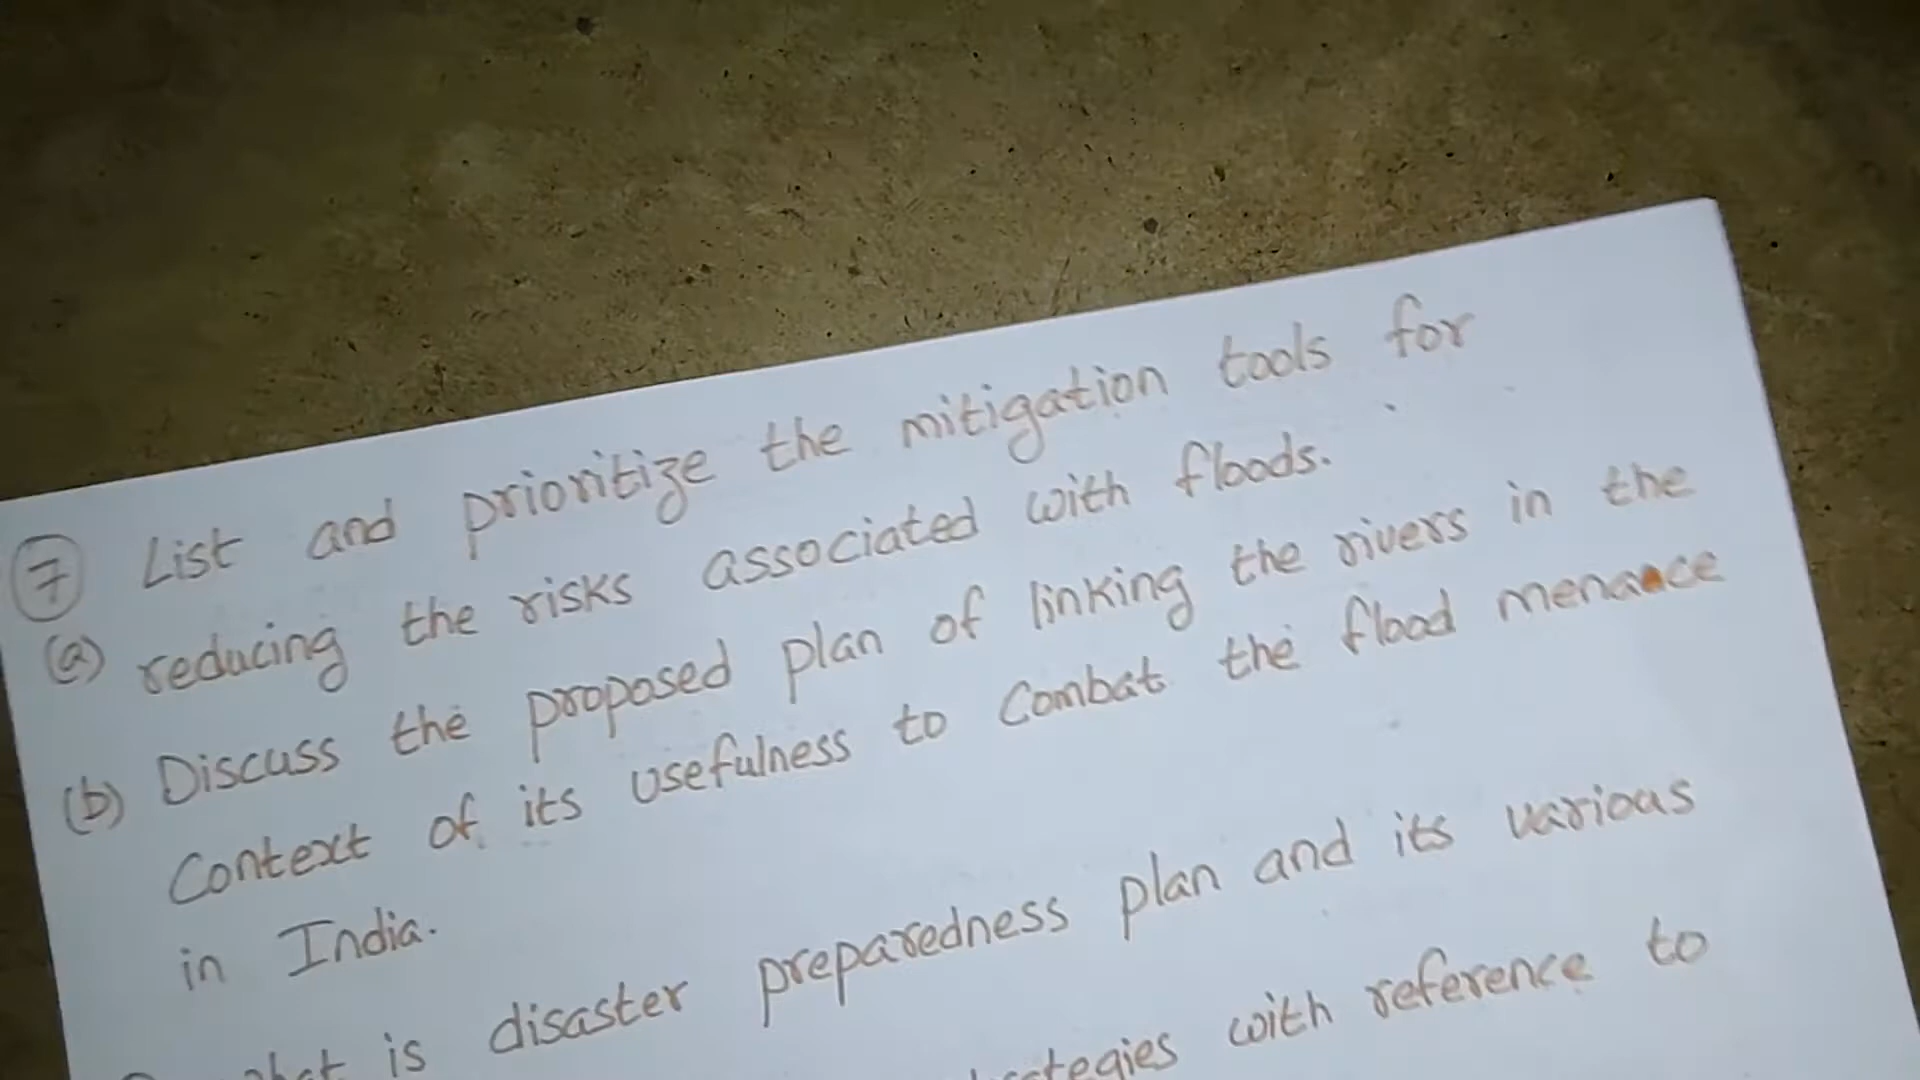 7 List and prioritize the mitigation tools for
(a) reducing the risks associated with floods.
(b) Discuss the proposed plan of linking the rivers in the
Context of its usefulness to Combat the flood menace
in India.
is disaster preparedness plan and its various
with reference to